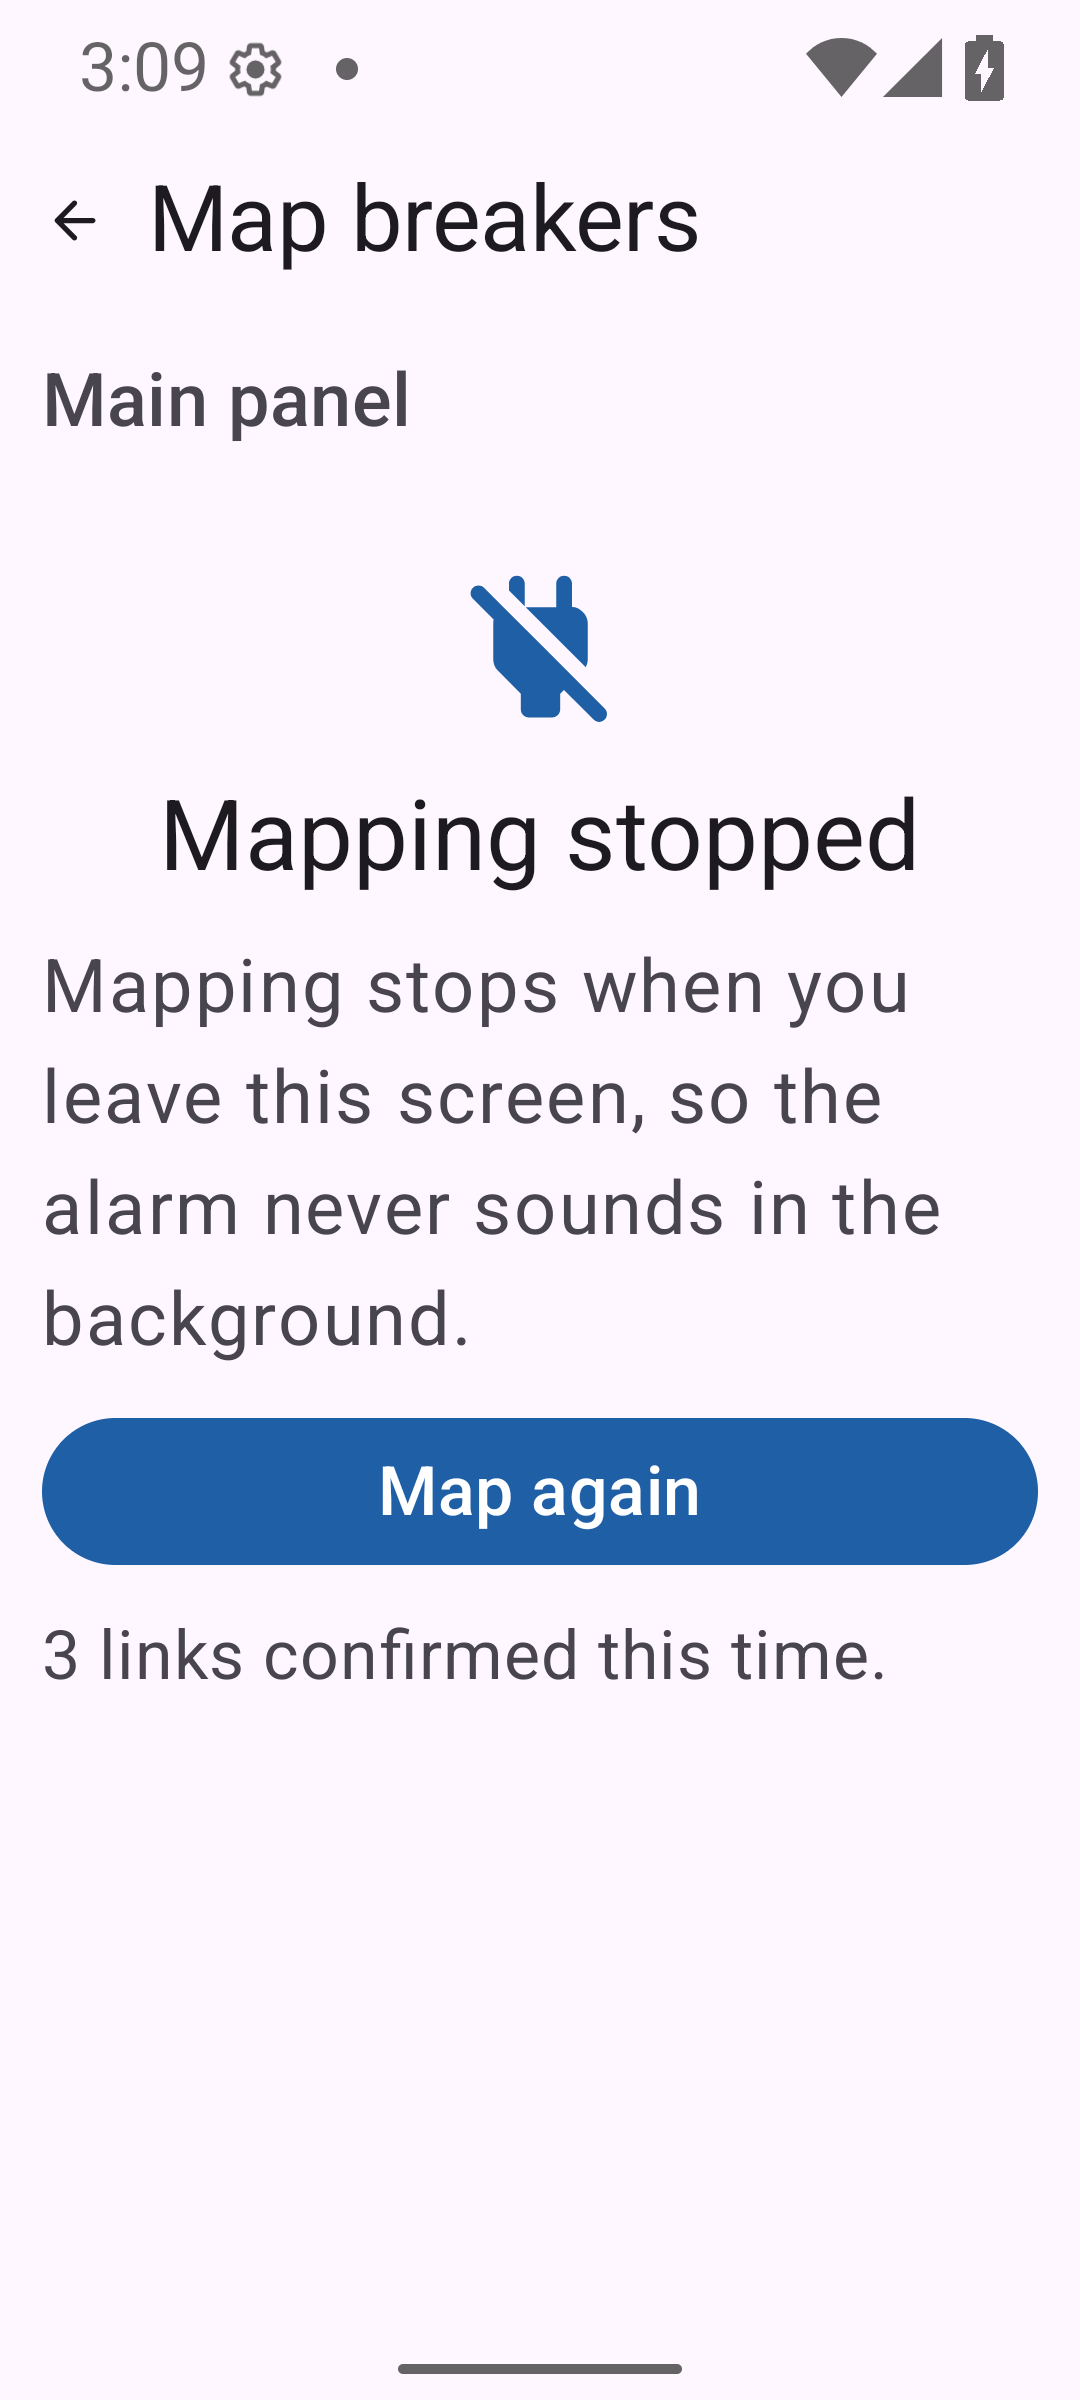 3:09
Map breakers
Main panel
Mapping stopped
Mapping stops when you
leave this screen, so the
alarm never sounds in the
background.
Map again
3 links confirmed this time.